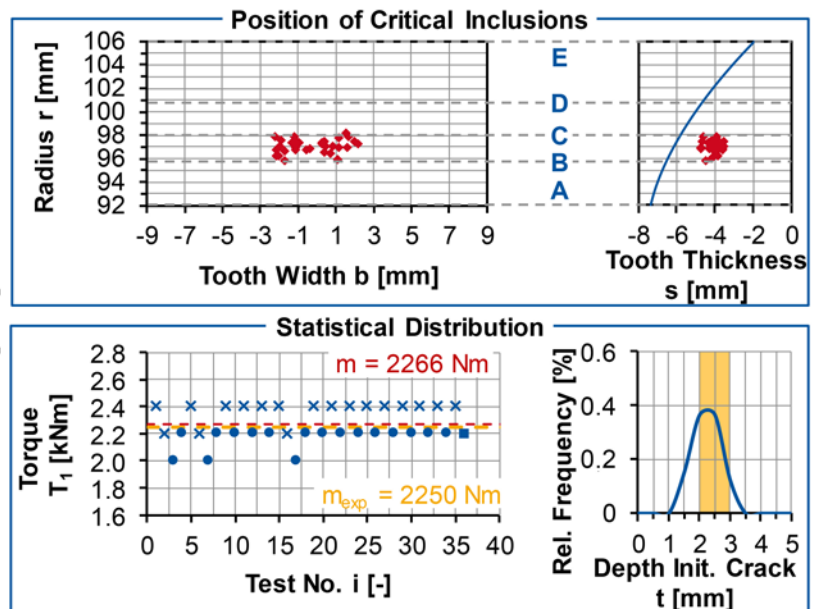 Position of Critical Inclusions
Radius r [mm]
106
104
102
100
98
96
94
92
-9 -7 -5 -3 -1 1 3 5 7 9
Tooth Width b [mm]
E
D
C
B
A
-8 -6 -4 -2 0
Tooth Thickness
s [mm]
Statistical Distribution
Torque
T1 [kNm]
2.8
2.6
2.4
2.2
2.0
1.8
1.6
m = 2266 Nm
mexp = 2250 Nm
0 5 10 15 20 25 30 35 40
Test No. i [-]
Rel. Frequency [%]
0.6
0.4
0.2
0
0 1 2 3 4 5
Depth Init. Crack
t [mm]